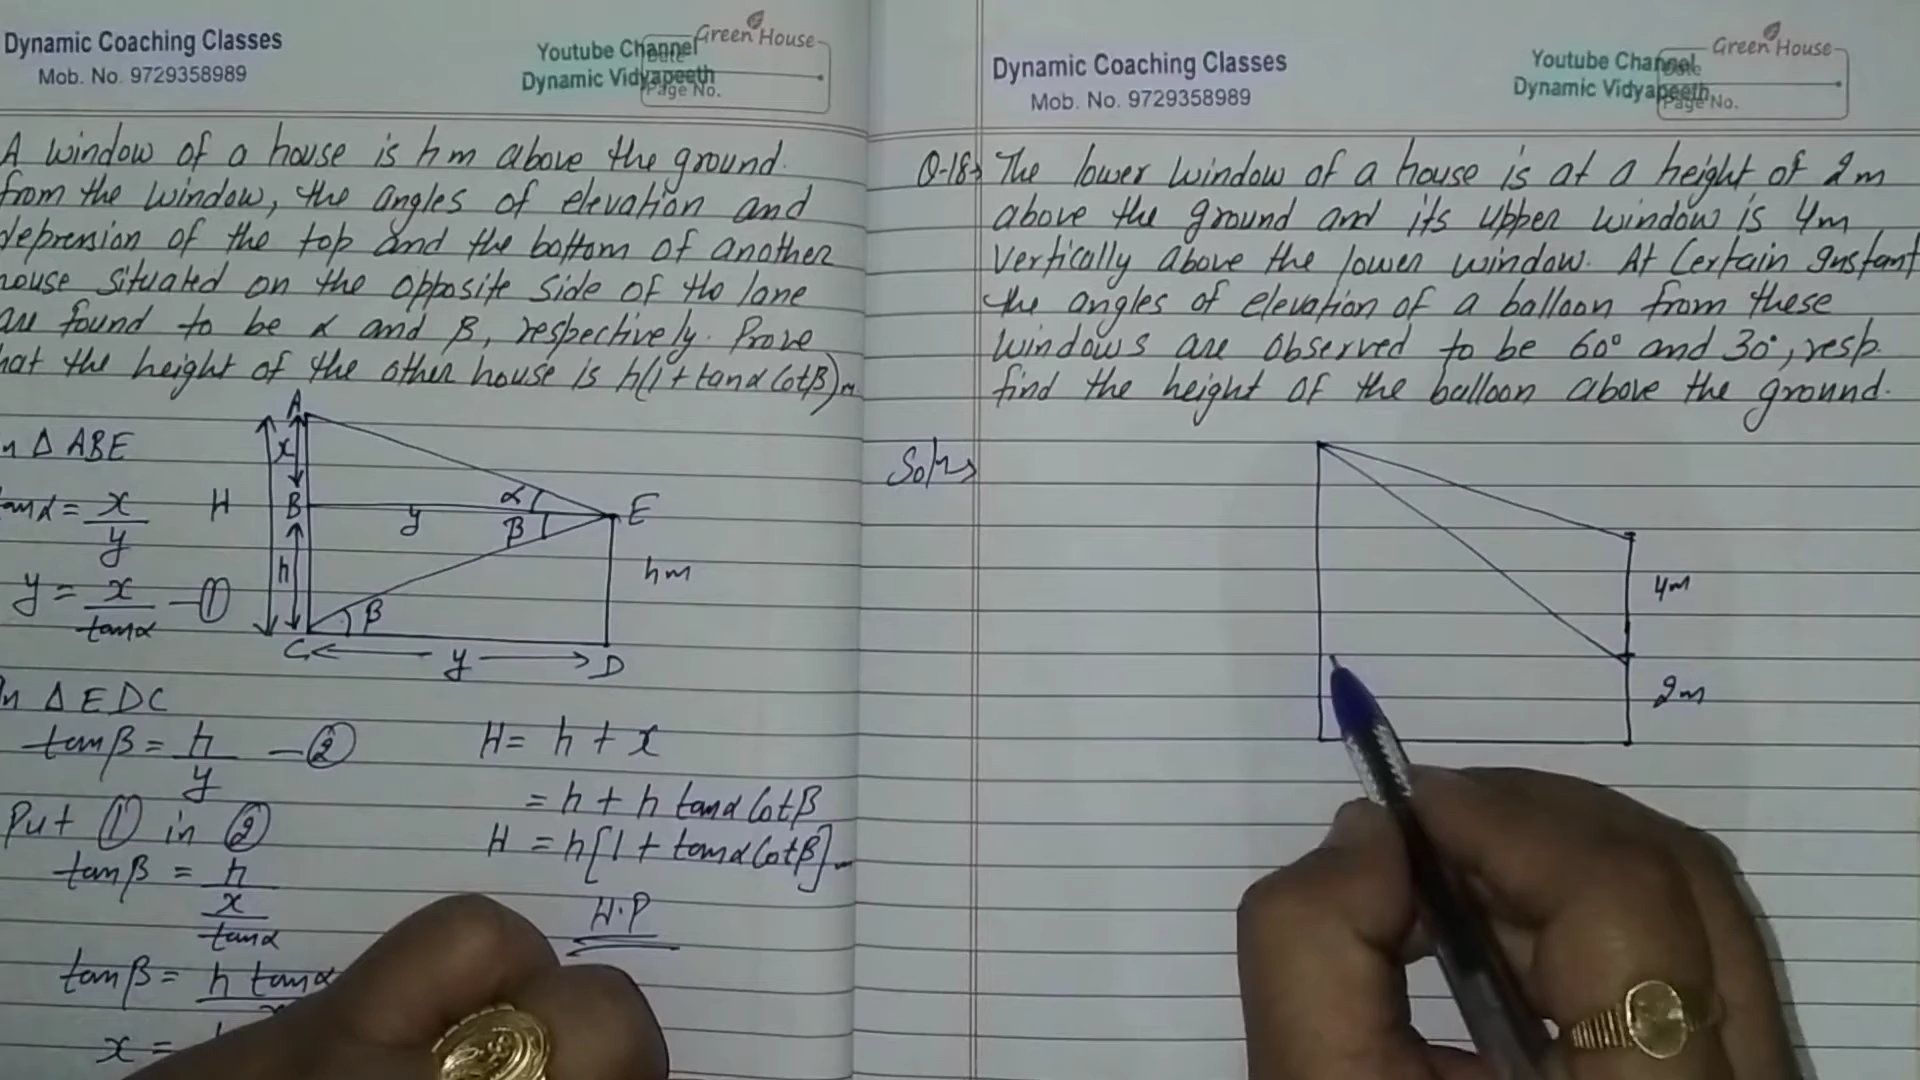 Dynamic Coaching Classes
Mob. No. 9729358989
Youtube Channel
Dynamic Vidyapeeth
Green House
Date
Page No.
A window of a house is h m above the ground.
from the window, the angles of elevation and
depression of the top and the bottom of another
house situated on the opposite side of the lane
are found to be α and β, respectively. Prove
that the height of the other house is h(1 + tanα Cotβ) m
In Δ ABE
tanα = x/y
y = x/tanα - ①
A
x
B
H
h
C
y
α
β
E
hm
β
y
D
In Δ EDC
tanβ = h/y - ②
Put ① in ②
tanβ = h/(x/tanα)
tanβ = h tanα
x =
H = h + x
= h + h tanα Cotβ
H = h[1 + tanα Cotβ]
H.P
Dynamic Coaching Classes
Mob. No. 9729358989
Youtube Channel
Dynamic Vidyapeeth
Green House
Date
Page No.
Q-18→ The lower window of a house is at a height of 2m
above the ground and its upper window is 4m
vertically above the lower window. At Certain instant
the angles of elevation of a balloon from these
windows are observed to be 60° and 30°, resp.
find the height of the balloon above the ground.
Sol→
4m
2m